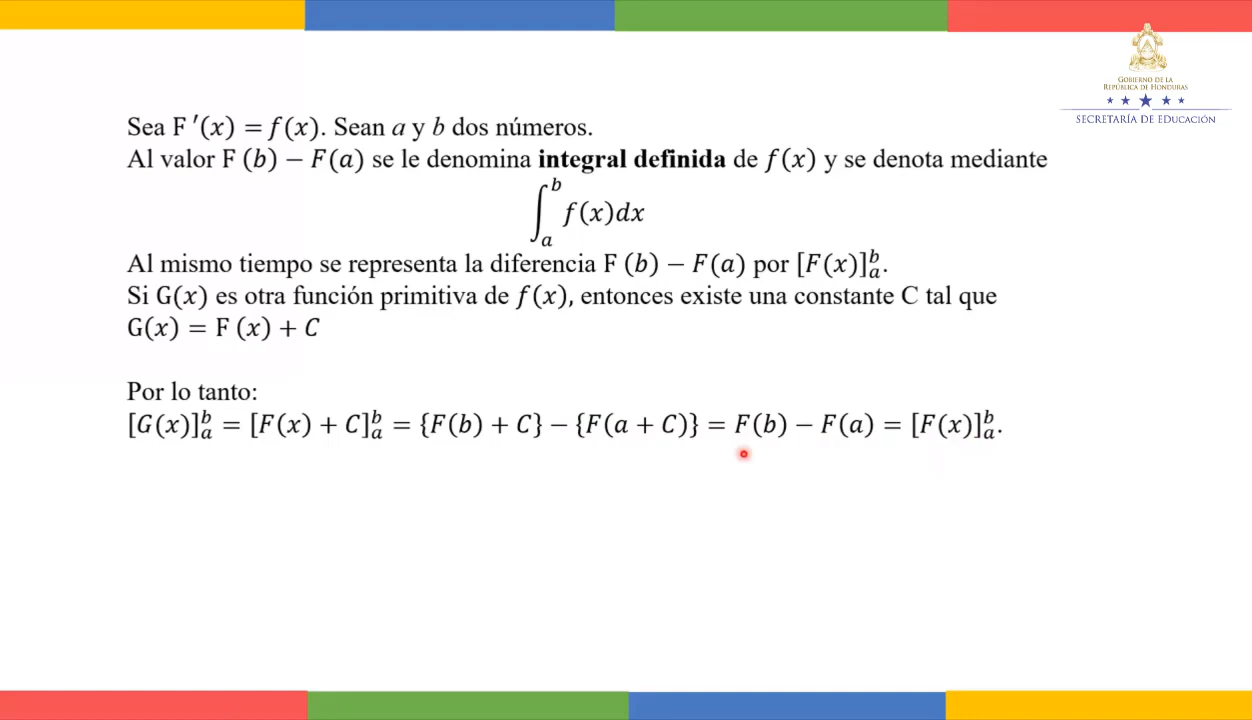 GOBIERNO DE LA
REPÚBLICA DE HONDURAS
SECRETARÍA DE EDUCACIÓN
Sea F ′(x) = f(x). Sean a y b dos números.
Al valor F (b) − F(a) se le denomina integral definida de f(x) y se denota mediante
∫_a^b f(x)dx
Al mismo tiempo se representa la diferencia F (b) − F(a) por [F(x)]_a^b.
Si G(x) es otra función primitiva de f(x), entonces existe una constante C tal que
G(x) = F (x) + C
Por lo tanto:
[G(x)]_a^b = [F(x) + C]_a^b = {F(b) + C} − {F(a + C)} = F(b) − F(a) = [F(x)]_a^b.